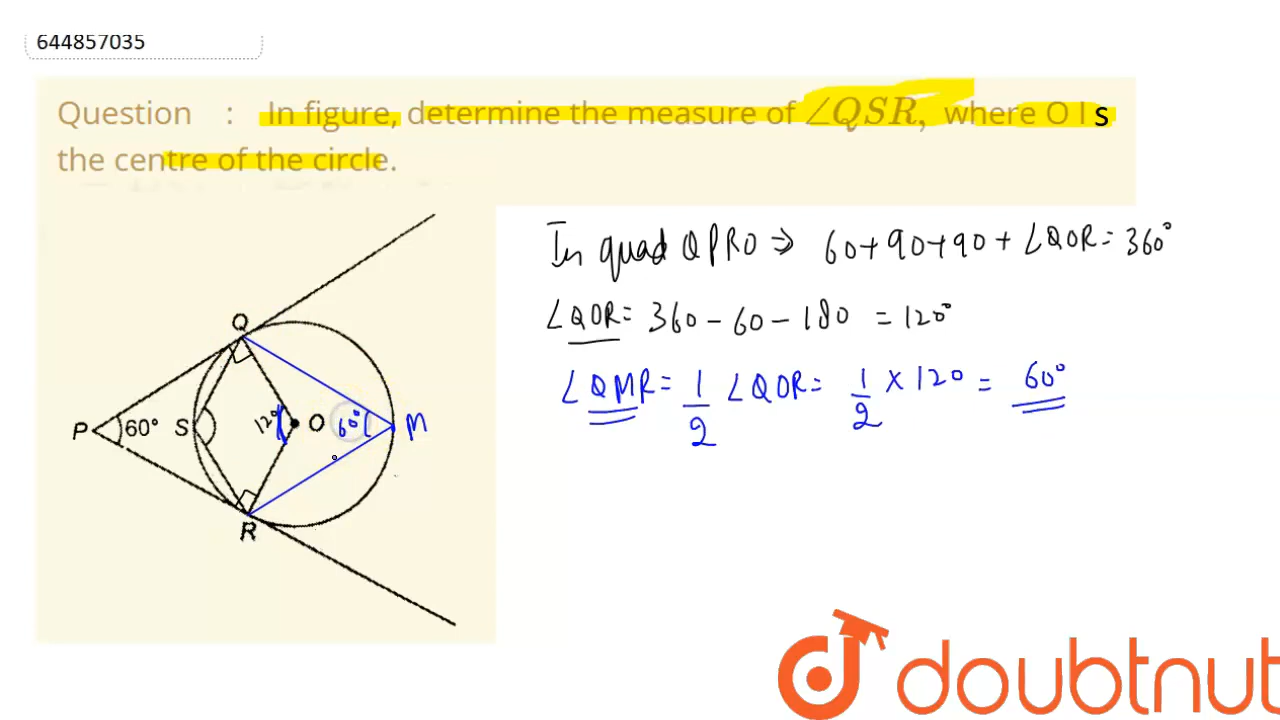 644857035
Question : In figure, determine the measure of ∠QSR, where O I s
the centre of the circle.
In quad QPRO ⇒ 60+90+90+∠QOR=360°
∠QOR= 360-60-180 =120°
∠QMR= 1/2 ∠QOR= 1/2 × 120 = 60°
Q
P 60° S 120° O 60° M
R
doubtnut